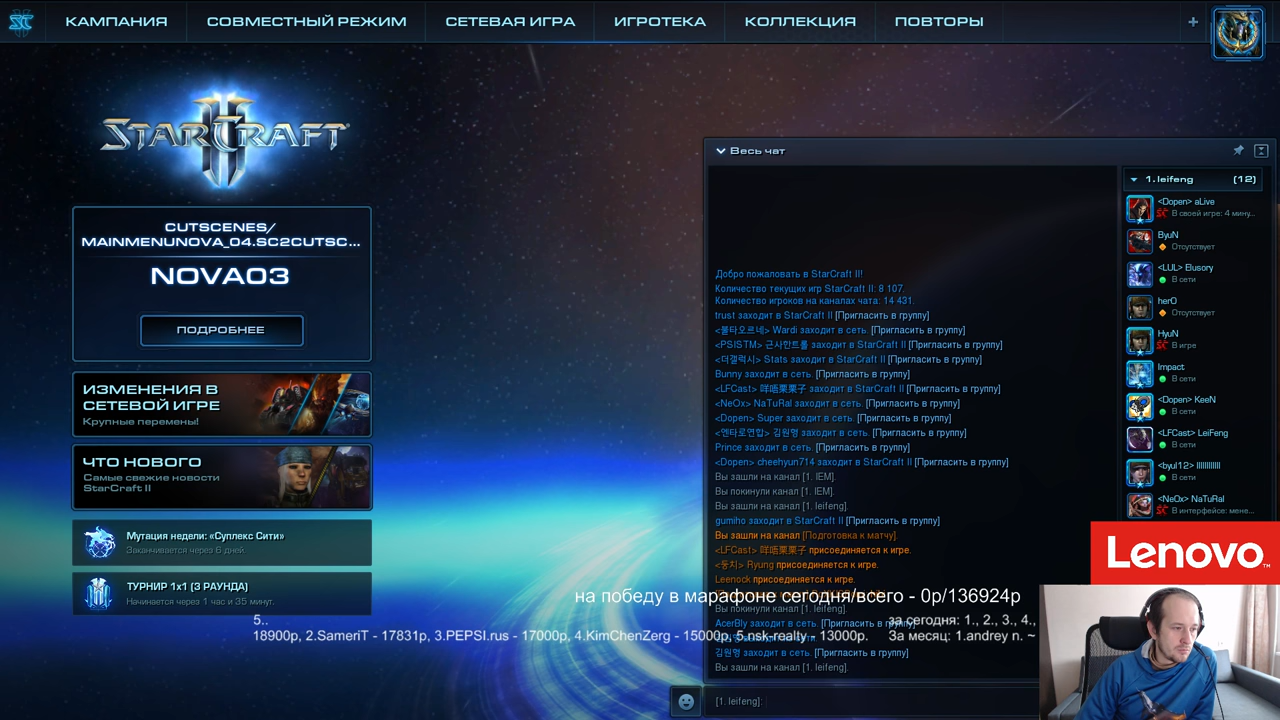 КАМПАНИЯ
СОВМЕСТНЫЙ РЕЖИМ
СЕТЕВАЯ ИГРА
ИГРОТЕКА
КОЛЛЕКЦИЯ
ПОВТОРЫ
STARCRAFT II
CUTSCENES/
MAINMENUNOVA_04.SC2CUTSC...
NOVA03
ПОДРОБНЕЕ
ИЗМЕНЕНИЯ В
СЕТЕВОЙ ИГРЕ
Крупные перемены!
ЧТО НОВОГО
Самые свежие новости
StarCraft II
Мутация недели: «Суплекс Сити»
Заканчивается через 6 дней.
ТУРНИР 1x1 (3 РАУНДА)
Начинается через 1 час и 35 минут.
Весь чат
Добро пожаловать в StarCraft II!
Количество текущих игр StarCraft II: 8 107.
Количество игроков на каналах чата: 14 431.
trust заходит в StarCraft II [Пригласить в группу]
<불타오르네> Wardi заходит в сеть. [Пригласить в группу]
<PSISTM> 근사한트롤 заходит в StarCraft II [Пригласить в группу]
<더갤럭시> Stats заходит в StarCraft II [Пригласить в группу]
Bunny заходит в сеть. [Пригласить в группу]
<LFCast> 咩唔栗栗子 заходит в StarCraft II [Пригласить в группу]
<NeOx> NaTuRal заходит в сеть. [Пригласить в группу]
<Dopen> Super заходит в сеть. [Пригласить в группу]
<엔타로연합> 김원형 заходит в сеть. [Пригласить в группу]
Prince заходит в сеть. [Пригласить в группу]
<Dopen> cheehyun714 заходит в StarCraft II [Пригласить в группу]
Вы зашли на канал [1. IEM].
Вы покинули канал [1. IEM].
Вы зашли на канал [1. leifeng].
gumiho заходит в StarCraft II [Пригласить в группу]
Вы зашли на канал [Подготовка к матчу].
<LFCast> 咩唔栗栗子 присоединяется к игре.
<둥지> Ryung присоединяется к игре.
Leenock присоединяется к игре.
Вы покинули канал [1. leifeng].
AcerBly заходит в сеть. [Пригласить в группу]
김원형 заходит в сеть. [Пригласить в группу]
Вы зашли на канал [1. leifeng].
[1. leifeng]:
1. leifeng (12)
<Dopen> aLive
В своей игре: 4 мину...
ByuN
Отсутствует
<LUL> Elusory
В сети
herO
Отсутствует
HyuN
В игре
Impact
В сети
<Dopen> KeeN
В сети
<LFCast> LeiFeng
В сети
<byul12> IIIIIIIIIIII
В сети
<NeOx> NaTuRal
В интерфейсе: мене...
Lenovo
на победу в марафоне сегодня/всего - 0р/136924р
5..
18900р, 2.SameriT - 17831р, 3.PEPSI.rus - 17000р, 4.KimChenZerg - 15000р, 5.nsk-realty - 13000р.
за сегодня: 1., 2., 3., 4.,
За месяц: 1.andrey n. ~